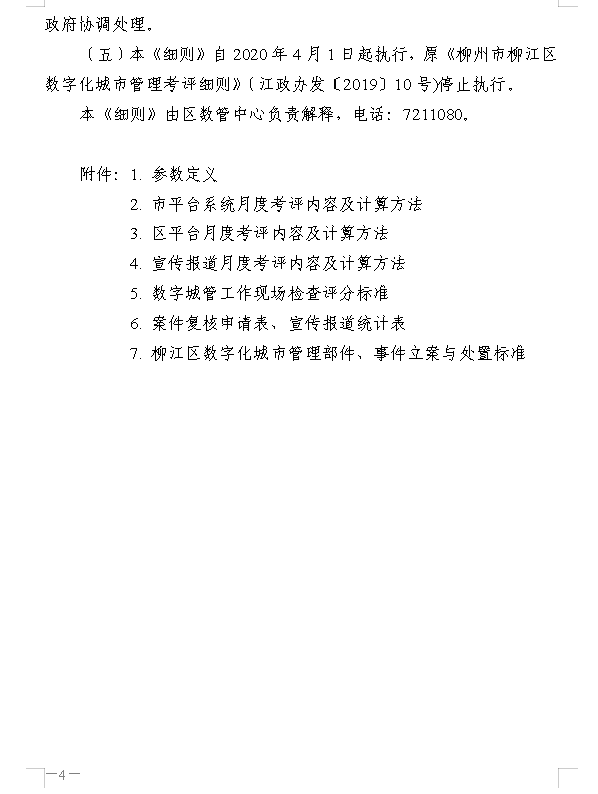 政府协调处理。
（五）本《细则》自 2020 年 4 月 1 日起执行，原《柳州市柳江区
数字化城市管理考评细则》（江政办发〔2019〕10 号)停止执行。
本《细则》由区数管中心负责解释，电话：7211080。
附件：1. 参数定义
2. 市平台系统月度考评内容及计算方法
3. 区平台月度考评内容及计算方法
4. 宣传报道月度考评内容及计算方法
5. 数字城管工作现场检查评分标准
6. 案件复核申请表、宣传报道统计表
7. 柳江区数字化城市管理部件、事件立案与处置标准
—4—